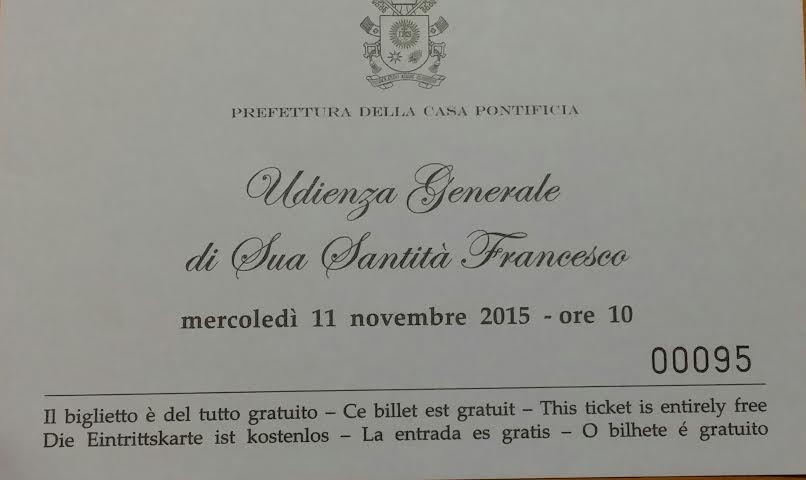 PREFETTURA DELLA CASA PONTIFICIA
Udienza Generale
di Sua Santità Francesco
mercoledì 11 novembre 2015 - ore 10
00095
Il biglietto è del tutto gratuito – Ce billet est gratuit – This ticket is entirely free
Die Eintrittskarte ist kostenlos – La entrada es gratis – O bilhete é gratuito